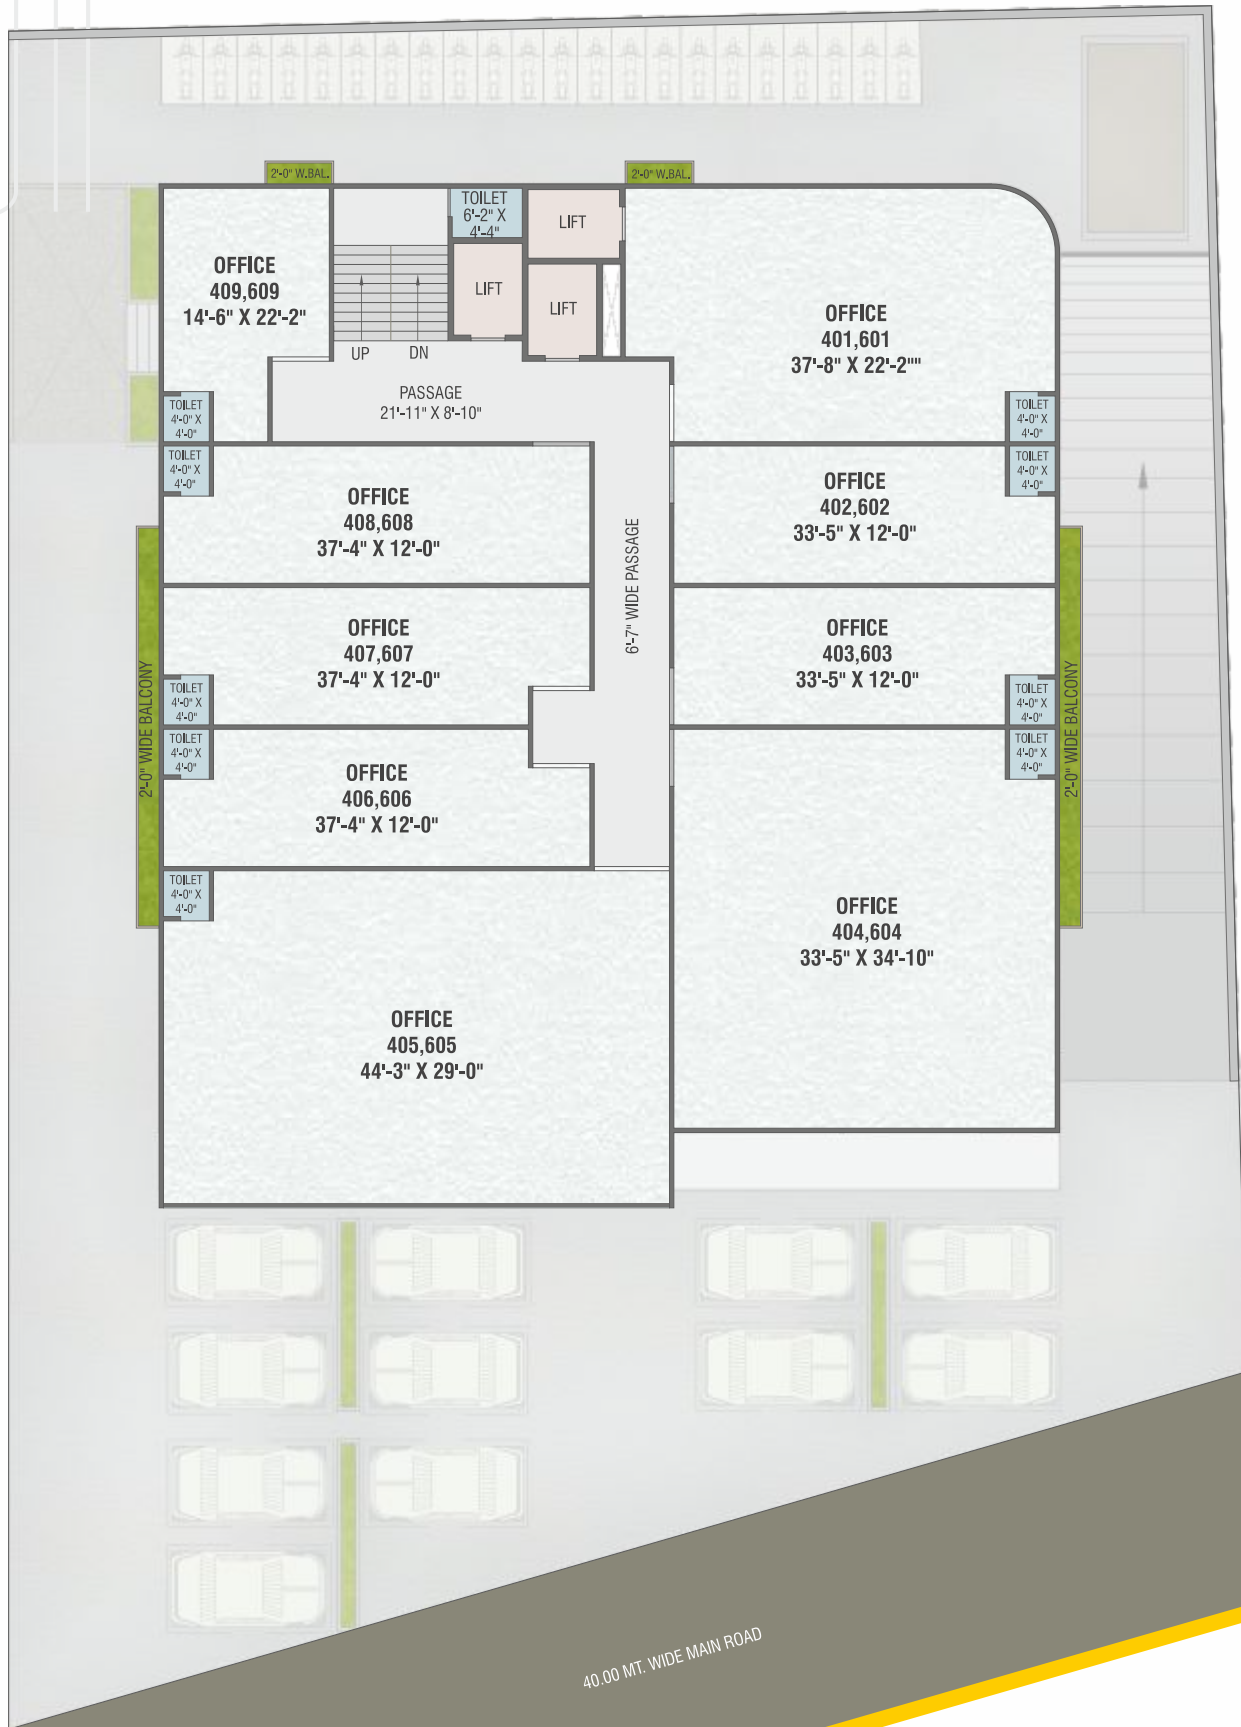 2'-0" W.BAL.
2'-0" W.BAL.
TOILET
6'-2" X
4'-4"
LIFT
LIFT
LIFT
OFFICE
409,609
14'-6" X 22'-2"
UP
DN
OFFICE
401,601
37'-8" X 22'-2""
PASSAGE
21'-11" X 8'-10"
TOILET
4'-0" X
4'-0"
TOILET
4'-0" X
4'-0"
TOILET
4'-0" X
4'-0"
TOILET
4'-0" X
4'-0"
OFFICE
408,608
37'-4" X 12'-0"
OFFICE
402,602
33'-5" X 12'-0"
6'-7" WIDE PASSAGE
OFFICE
407,607
37'-4" X 12'-0"
OFFICE
403,603
33'-5" X 12'-0"
2'-0" WIDE BALCONY
2'-0" WIDE BALCONY
TOILET
4'-0" X
4'-0"
TOILET
4'-0" X
4'-0"
TOILET
4'-0" X
4'-0"
TOILET
4'-0" X
4'-0"
OFFICE
406,606
37'-4" X 12'-0"
TOILET
4'-0" X
4'-0"
OFFICE
404,604
33'-5" X 34'-10"
OFFICE
405,605
44'-3" X 29'-0"
40.00 MT. WIDE MAIN ROAD